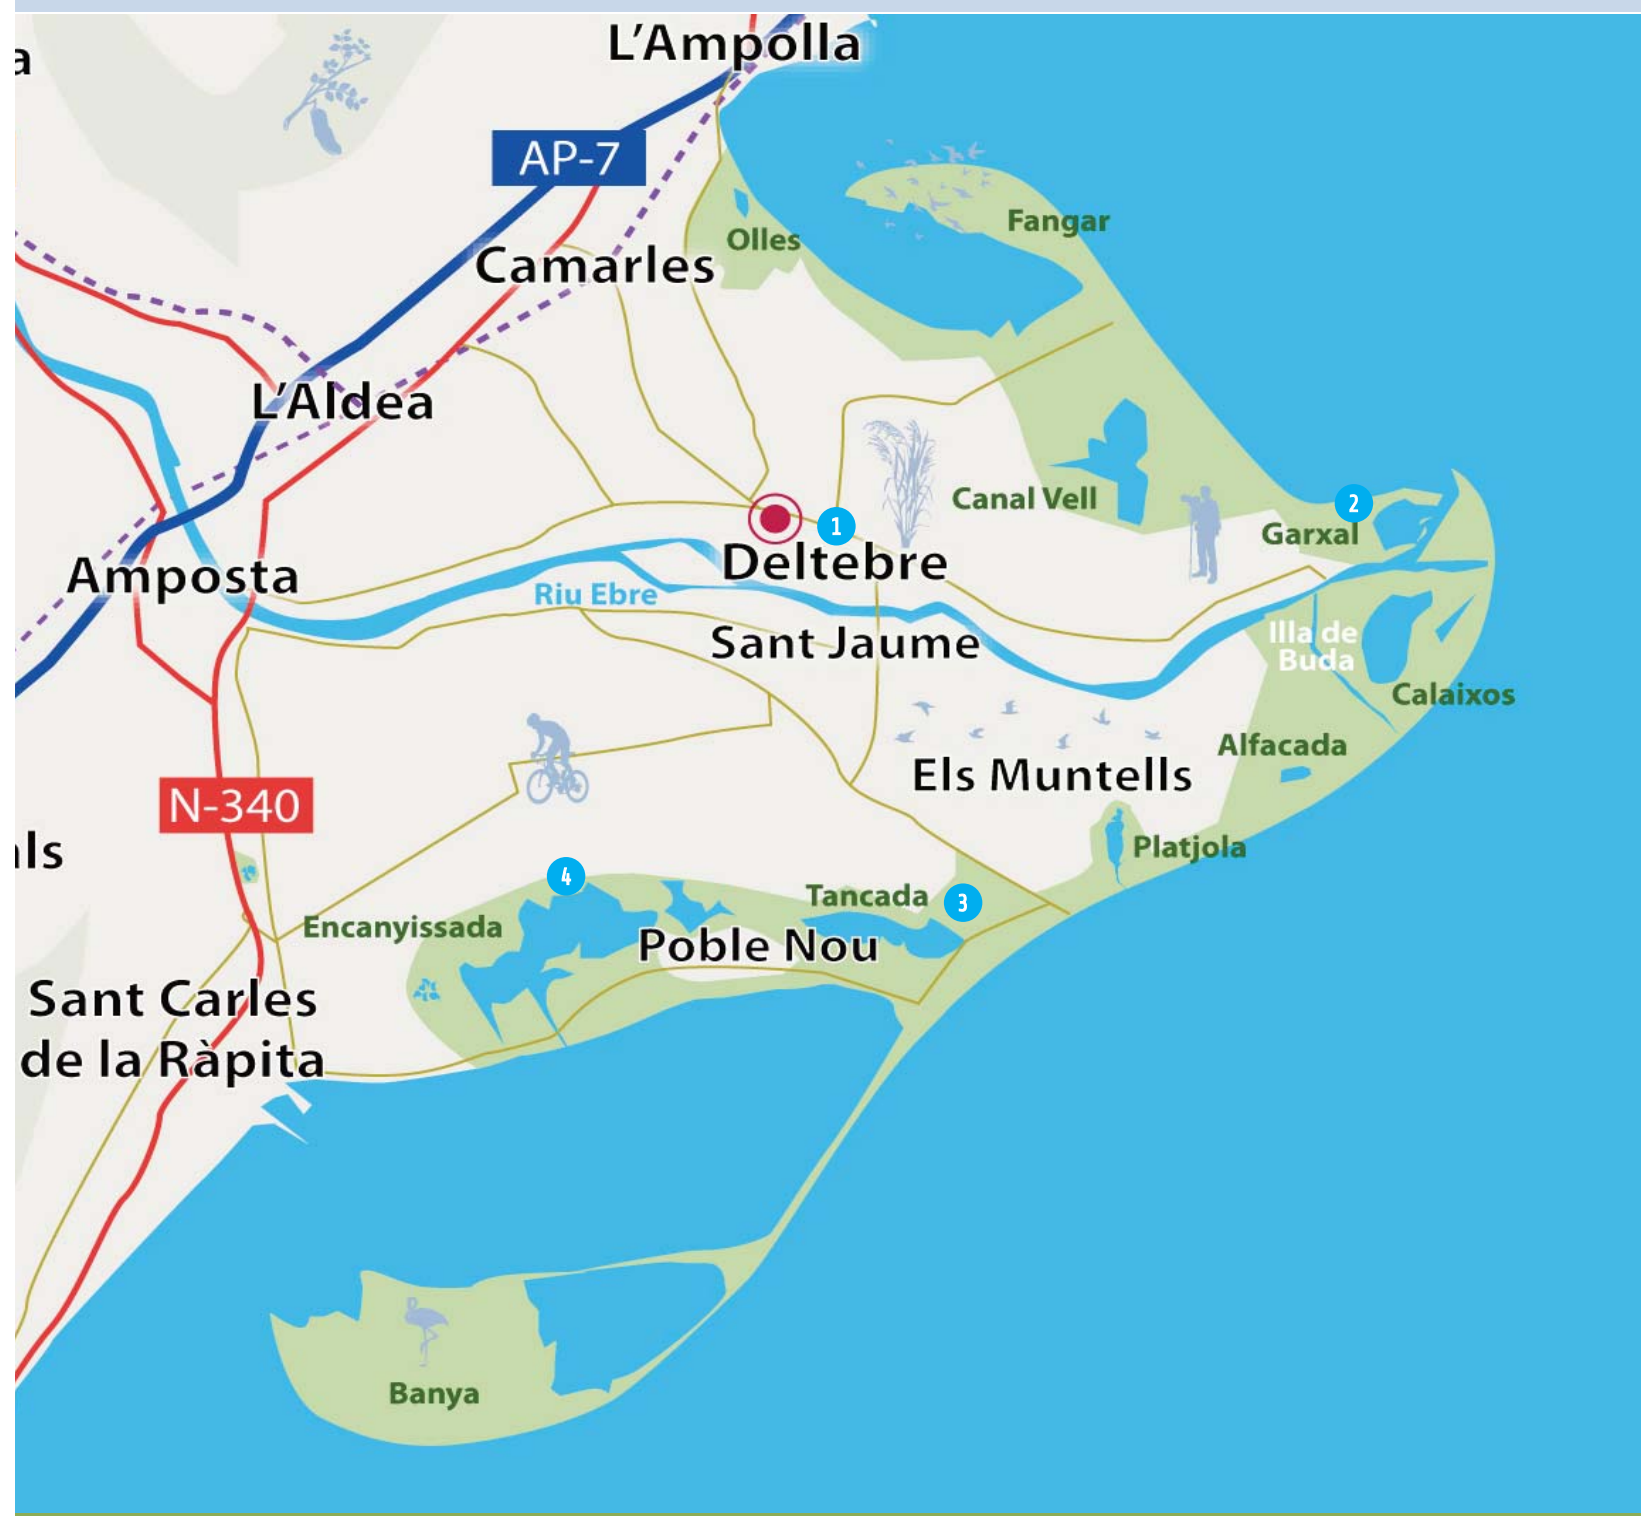 L'Ampolla
a
AP-7
Fangar
Olles
Camarles
L'Aldea
Canal Vell
2
1
Garxal
Deltebre
Amposta
Riu Ebre
Illa de
Buda
Sant Jaume
Calaixos
Alfacada
Els Muntells
N-340
Platjola
ls
4
Tancada
3
Encanyissada
Poble Nou
Sant Carles
de la Ràpita
Banya